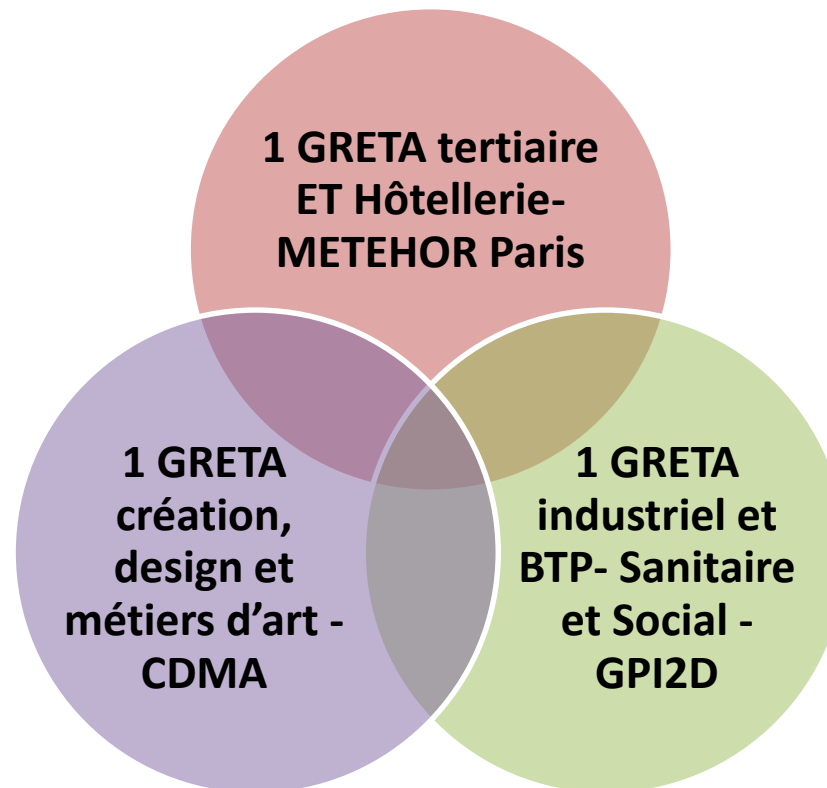 1 GRETA tertiaire
ET Hôtellerie-
METEHOR Paris
1 GRETA
création,
design et
métiers d’art -
CDMA
1 GRETA
industriel et
BTP- Sanitaire
et Social -
GPI2D